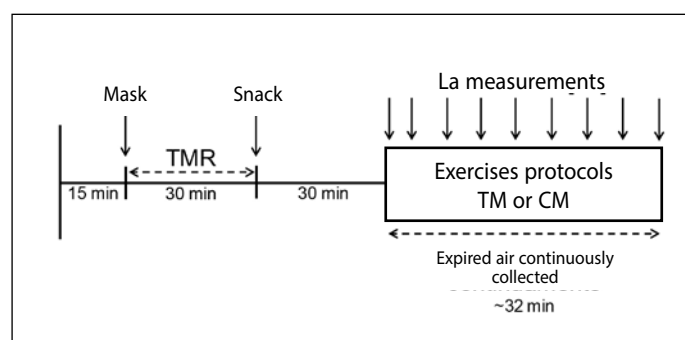 La measurements
Mask
Snack
TMR
15 min
30 min
30 min
Exercises protocols
TM or CM
Expired air continuously
collected
~32 min